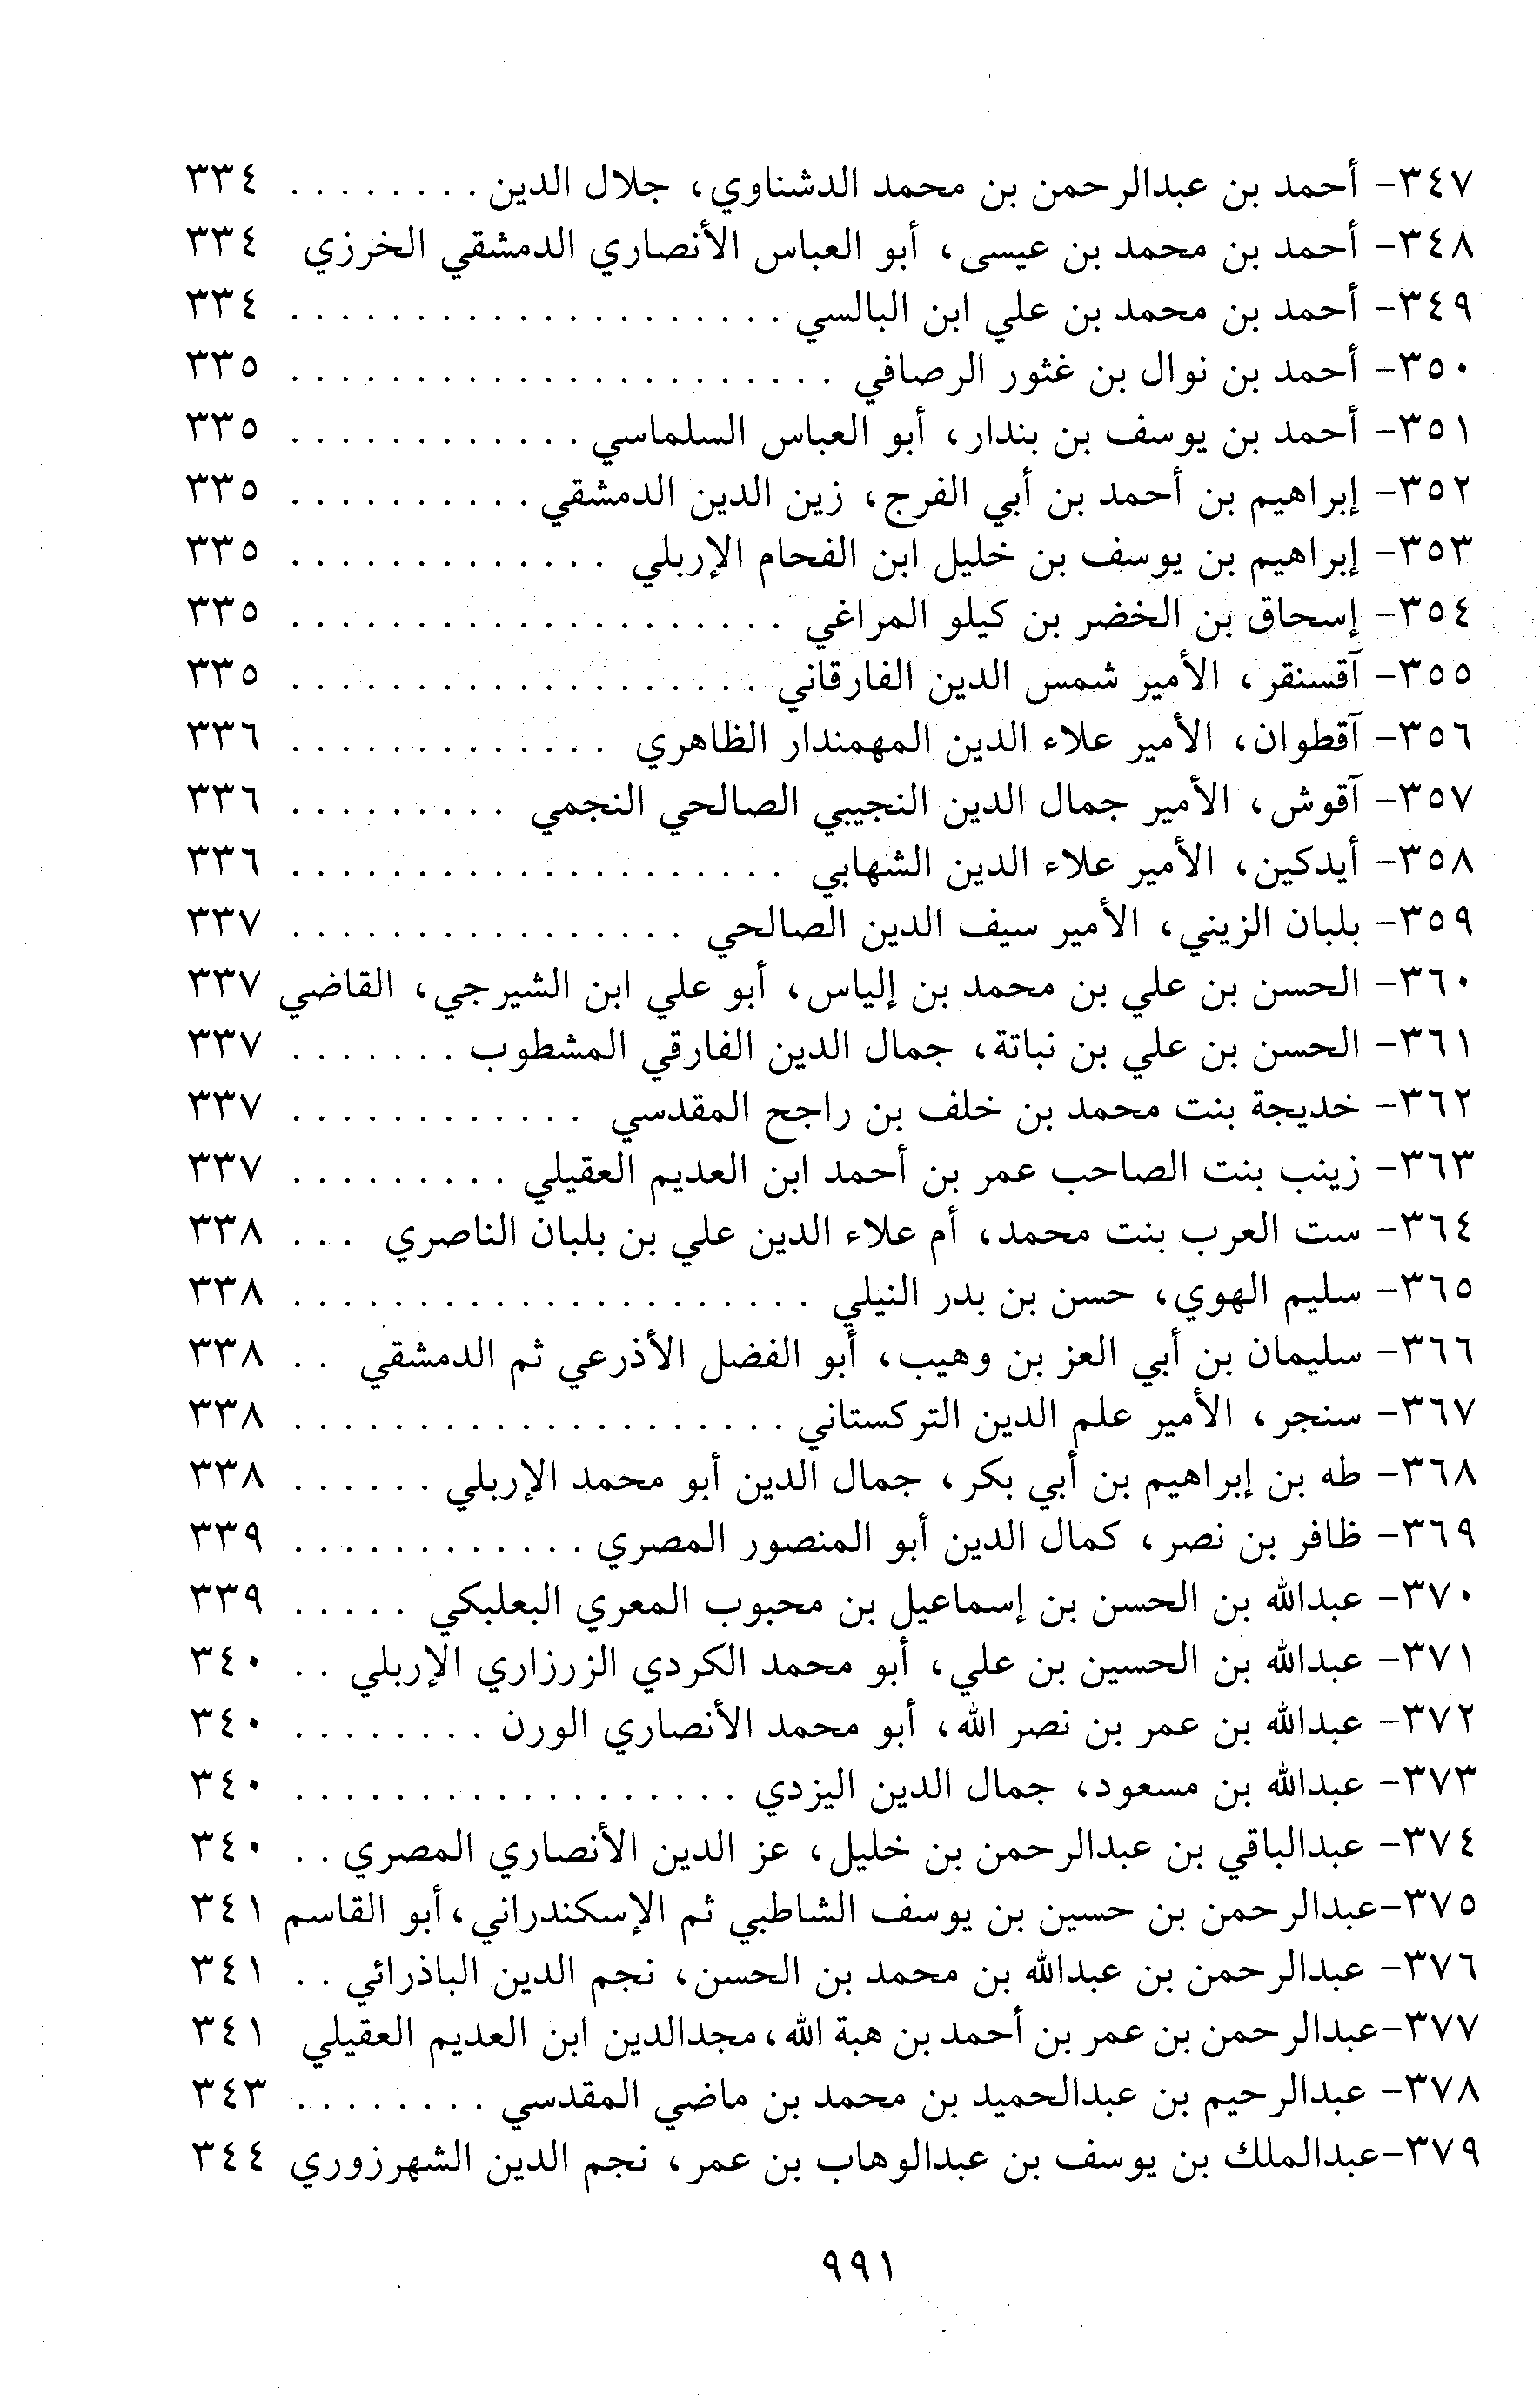 ٣٤٧- أحمد بن عبدالرحمن بن محمد الدشناوي، جلال الدين . . . . . . . . ٣٣٤
٣٤٨- أحمد بن محمد بن عيسى، أبو العباس الأنصاري الدمشقي الخرزي ٣٣٤
٣٤٩- أحمد بن محمد بن علي ابن البالسي . . . . . . . . . . . . . . . . . . . . ٣٣٤
٣٥٠- أحمد بن نوال بن غثور الرصافي . . . . . . . . . . . . . . . . . . . . . . ٣٣٥
٣٥١- أحمد بن يوسف بن بندار، أبو العباس السلماسي . . . . . . . . . . . . ٣٣٥
٣٥٢- إبراهيم بن أحمد بن أبي الفرج، زين الدين الدمشقي . . . . . . . . . . ٣٣٥
٣٥٣- إبراهيم بن يوسف بن خليل ابن الفحام الإربلي . . . . . . . . . . . . . ٣٣٥
٣٥٤- إسحاق بن الخضر بن كيلو المراغي . . . . . . . . . . . . . . . . . . . . ٣٣٥
٣٥٥- آقسنقر، الأمير شمس الدين الفارقاني . . . . . . . . . . . . . . . . . . . ٣٣٥
٣٥٦- آقطوان، الأمير علاء الدين المهمندار الظاهري . . . . . . . . . . . . . ٣٣٦
٣٥٧- آقوش، الأمير جمال الدين النجيبي الصالحي النجمي . . . . . . . . . ٣٣٦
٣٥٨- أيدكين، الأمير علاء الدين الشهابي . . . . . . . . . . . . . . . . . . . . ٣٣٦
٣٥٩- بلبان الزيني، الأمير سيف الدين الصالحي . . . . . . . . . . . . . . . . ٣٣٧
٣٦٠- الحسن بن علي بن محمد بن إلياس، أبو علي ابن الشيرجي، القاضي ٣٣٧
٣٦١- الحسن بن علي بن نباتة، جمال الدين الفارقي المشطوب . . . . . . . ٣٣٧
٣٦٢- خديجة بنت محمد بن خلف بن راجح المقدسي . . . . . . . . . . . . ٣٣٧
٣٦٣- زينب بنت الصاحب عمر بن أحمد ابن العديم العقيلي . . . . . . . . . ٣٣٧
٣٦٤- ست العرب بنت محمد، أم علاء الدين علي بن بلبان الناصري . . . ٣٣٨
٣٦٥- سليم الهوي، حسن بن بدر النيلي . . . . . . . . . . . . . . . . . . . . . ٣٣٨
٣٦٦- سليمان بن أبي العز بن وهيب، أبو الفضل الأذرعي ثم الدمشقي . . ٣٣٨
٣٦٧- سنجر، الأمير علم الدين التركستاني . . . . . . . . . . . . . . . . . . . . ٣٣٨
٣٦٨- طه بن إبراهيم بن أبي بكر، جمال الدين أبو محمد الإربلي . . . . . . ٣٣٨
٣٦٩- ظافر بن نصر، كمال الدين أبو المنصور المصري . . . . . . . . . . . . ٣٣٩
٣٧٠- عبدالله بن الحسن بن إسماعيل بن محبوب المعري البعلبكي . . . . . ٣٣٩
٣٧١- عبدالله بن الحسين بن علي، أبو محمد الكردي الزرزاري الإربلي . . ٣٤٠
٣٧٢- عبدالله بن عمر بن نصر الله، أبو محمد الأنصاري الورن . . . . . . . . ٣٤٠
٣٧٣- عبدالله بن مسعود، جمال الدين اليزدي . . . . . . . . . . . . . . . . . . ٣٤٠
٣٧٤- عبدالباقي بن عبدالرحمن بن خليل، عز الدين الأنصاري المصري . . ٣٤٠
٣٧٥-عبدالرحمن بن حسين بن يوسف الشاطبي ثم الإسكندراني، أبو القاسم ٣٤١
٣٧٦- عبدالرحمن بن عبدالله بن محمد بن الحسن، نجم الدين الباذرائي . . ٣٤١
٣٧٧-عبدالرحمن بن عمر بن أحمد بن هبة الله، مجدالدين ابن العديم العقيلي ٣٤١
٣٧٨- عبدالرحيم بن عبدالحميد بن محمد بن ماضي المقدسي . . . . . . . . ٣٤٣
٣٧٩-عبدالملك بن يوسف بن عبدالوهاب بن عمر، نجم الدين الشهرزوري ٣٤٤
٩٩١